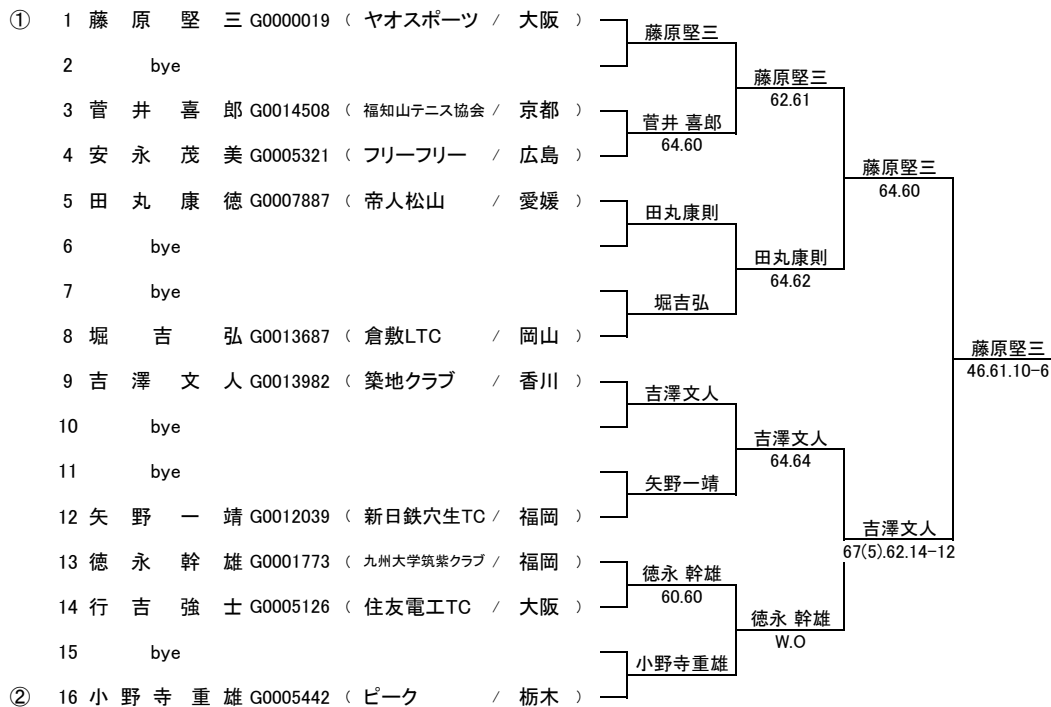 ① 1 藤原堅三 G0000019 ( ヤオスポーツ / 大阪 )
藤原堅三
2 bye
藤原堅三
62.61
3 菅井喜郎 G0014508 ( 福知山テニス協会 / 京都 )
菅井 喜郎
64.60
4 安永茂美 G0005321 ( フリーフリー / 広島 )
藤原堅三
64.60
5 田丸康徳 G0007887 ( 帝人松山 / 愛媛 )
田丸康則
6 bye
田丸康則
64.62
7 bye
堀吉弘
8 堀吉弘 G0013687 ( 倉敷LTC / 岡山 )
藤原堅三
46.61.10-6
9 吉澤文人 G0013982 ( 築地クラブ / 香川 )
吉澤文人
10 bye
吉澤文人
64.64
11 bye
矢野一靖
12 矢野一靖 G0012039 ( 新日鉄穴生TC / 福岡 )
吉澤文人
67(5).62.14-12
13 徳永幹雄 G0001773 ( 九州大学筑紫クラブ / 福岡 )
徳永 幹雄
60.60
14 行吉強士 G0005126 ( 住友電工TC / 大阪 )
徳永 幹雄
W.O
15 bye
小野寺重雄
② 16 小野寺重雄 G0005442 ( ピーク / 栃木 )